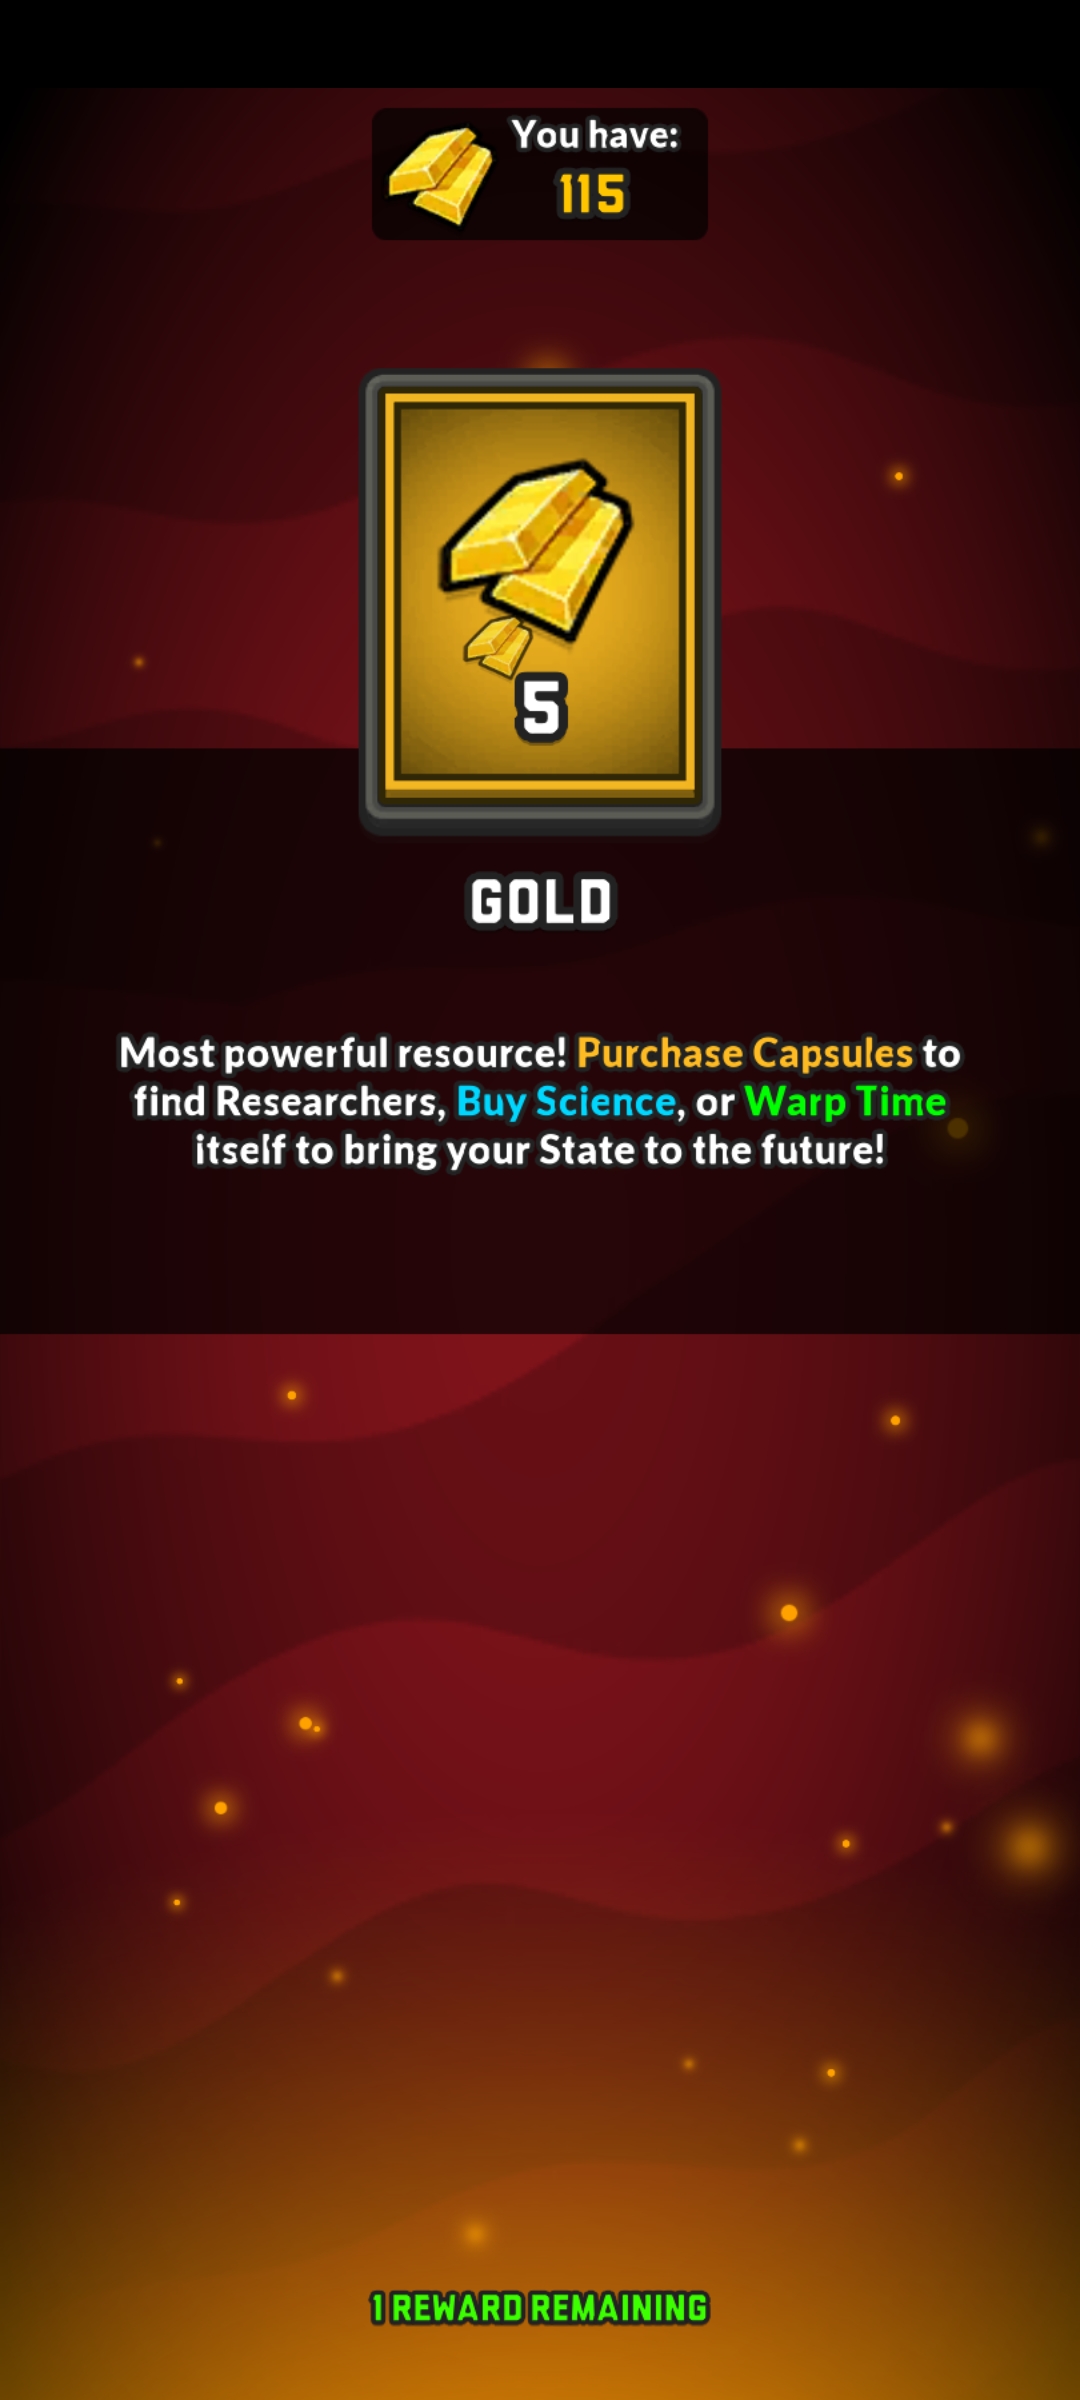 You have:
115
5
GOLD
Most powerful resource! Purchase Capsules to
find Researchers, Buy Science, or Warp Time
itself to bring your State to the future!
1 REWARD REMAINING